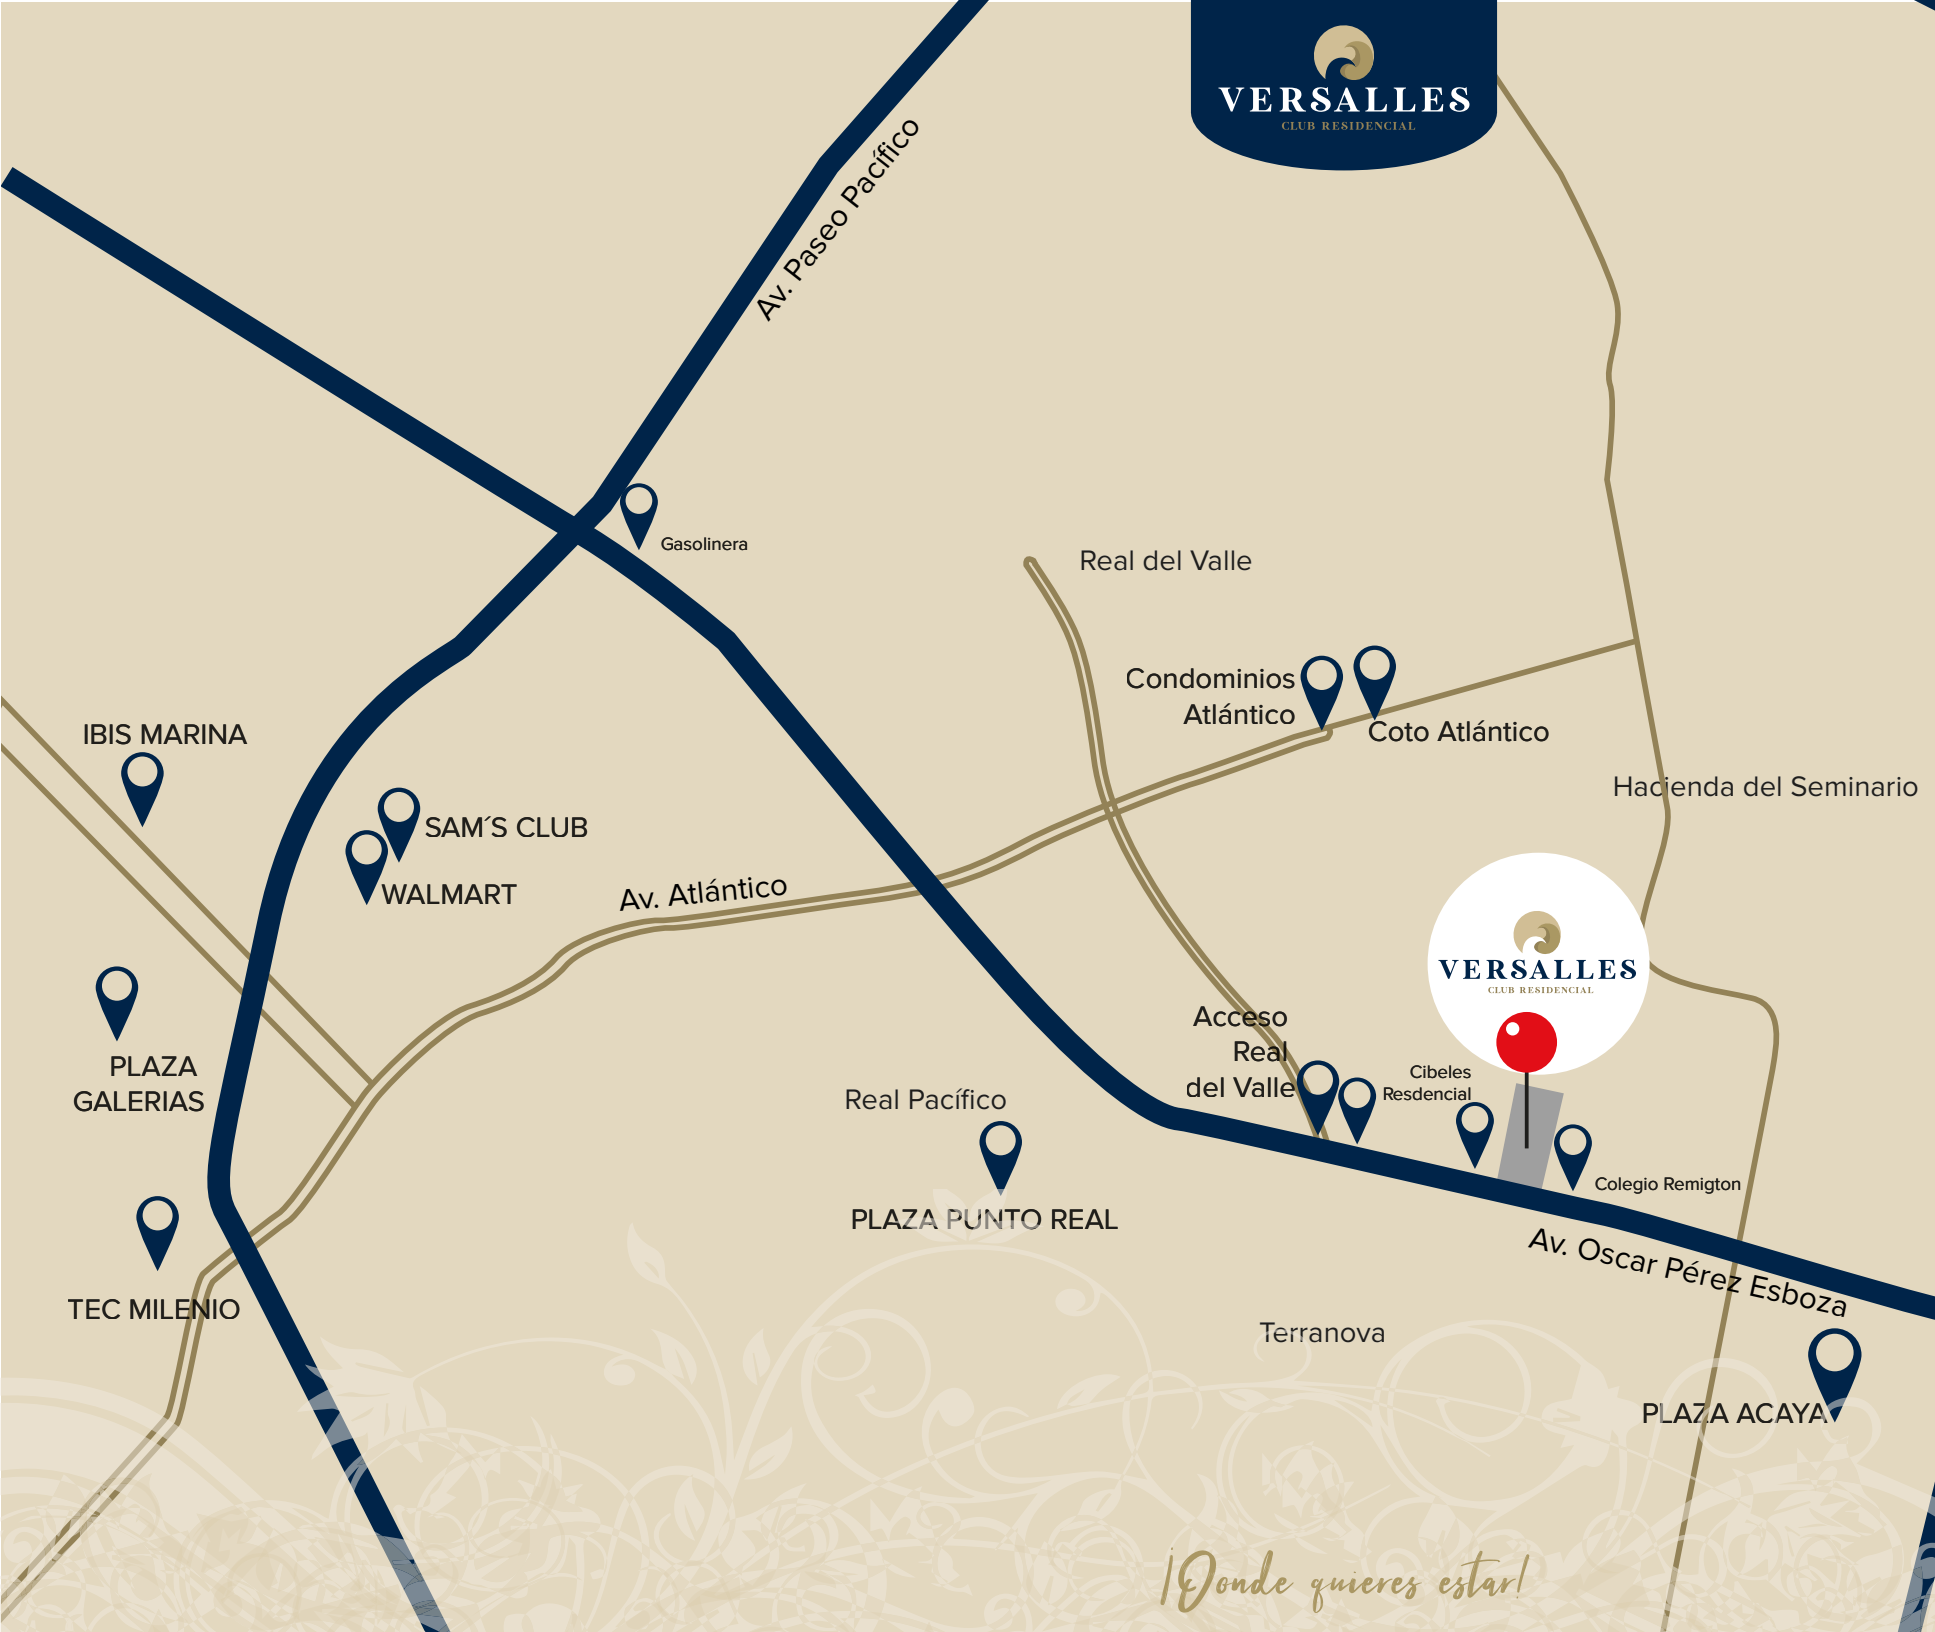 VERSALLES
CLUB RESIDENCIAL
Av. Paseo Pacífico
Gasolinera
Real del Valle
Condominios
Atlántico
Coto Atlántico
IBIS MARINA
Hacienda del Seminario
SAM´S CLUB
WALMART
Av. Atlántico
VERSALLES
CLUB RESIDENCIAL
Acceso
Real
del Valle
PLAZA
GALERIAS
Cibeles
Resdencial
Real Pacífico
Colegio Remigton
PLAZA PUNTO REAL
Av. Oscar Pérez Esboza
TEC MILENIO
Terranova
PLAZA ACAYA
¡Donde quieres estar!